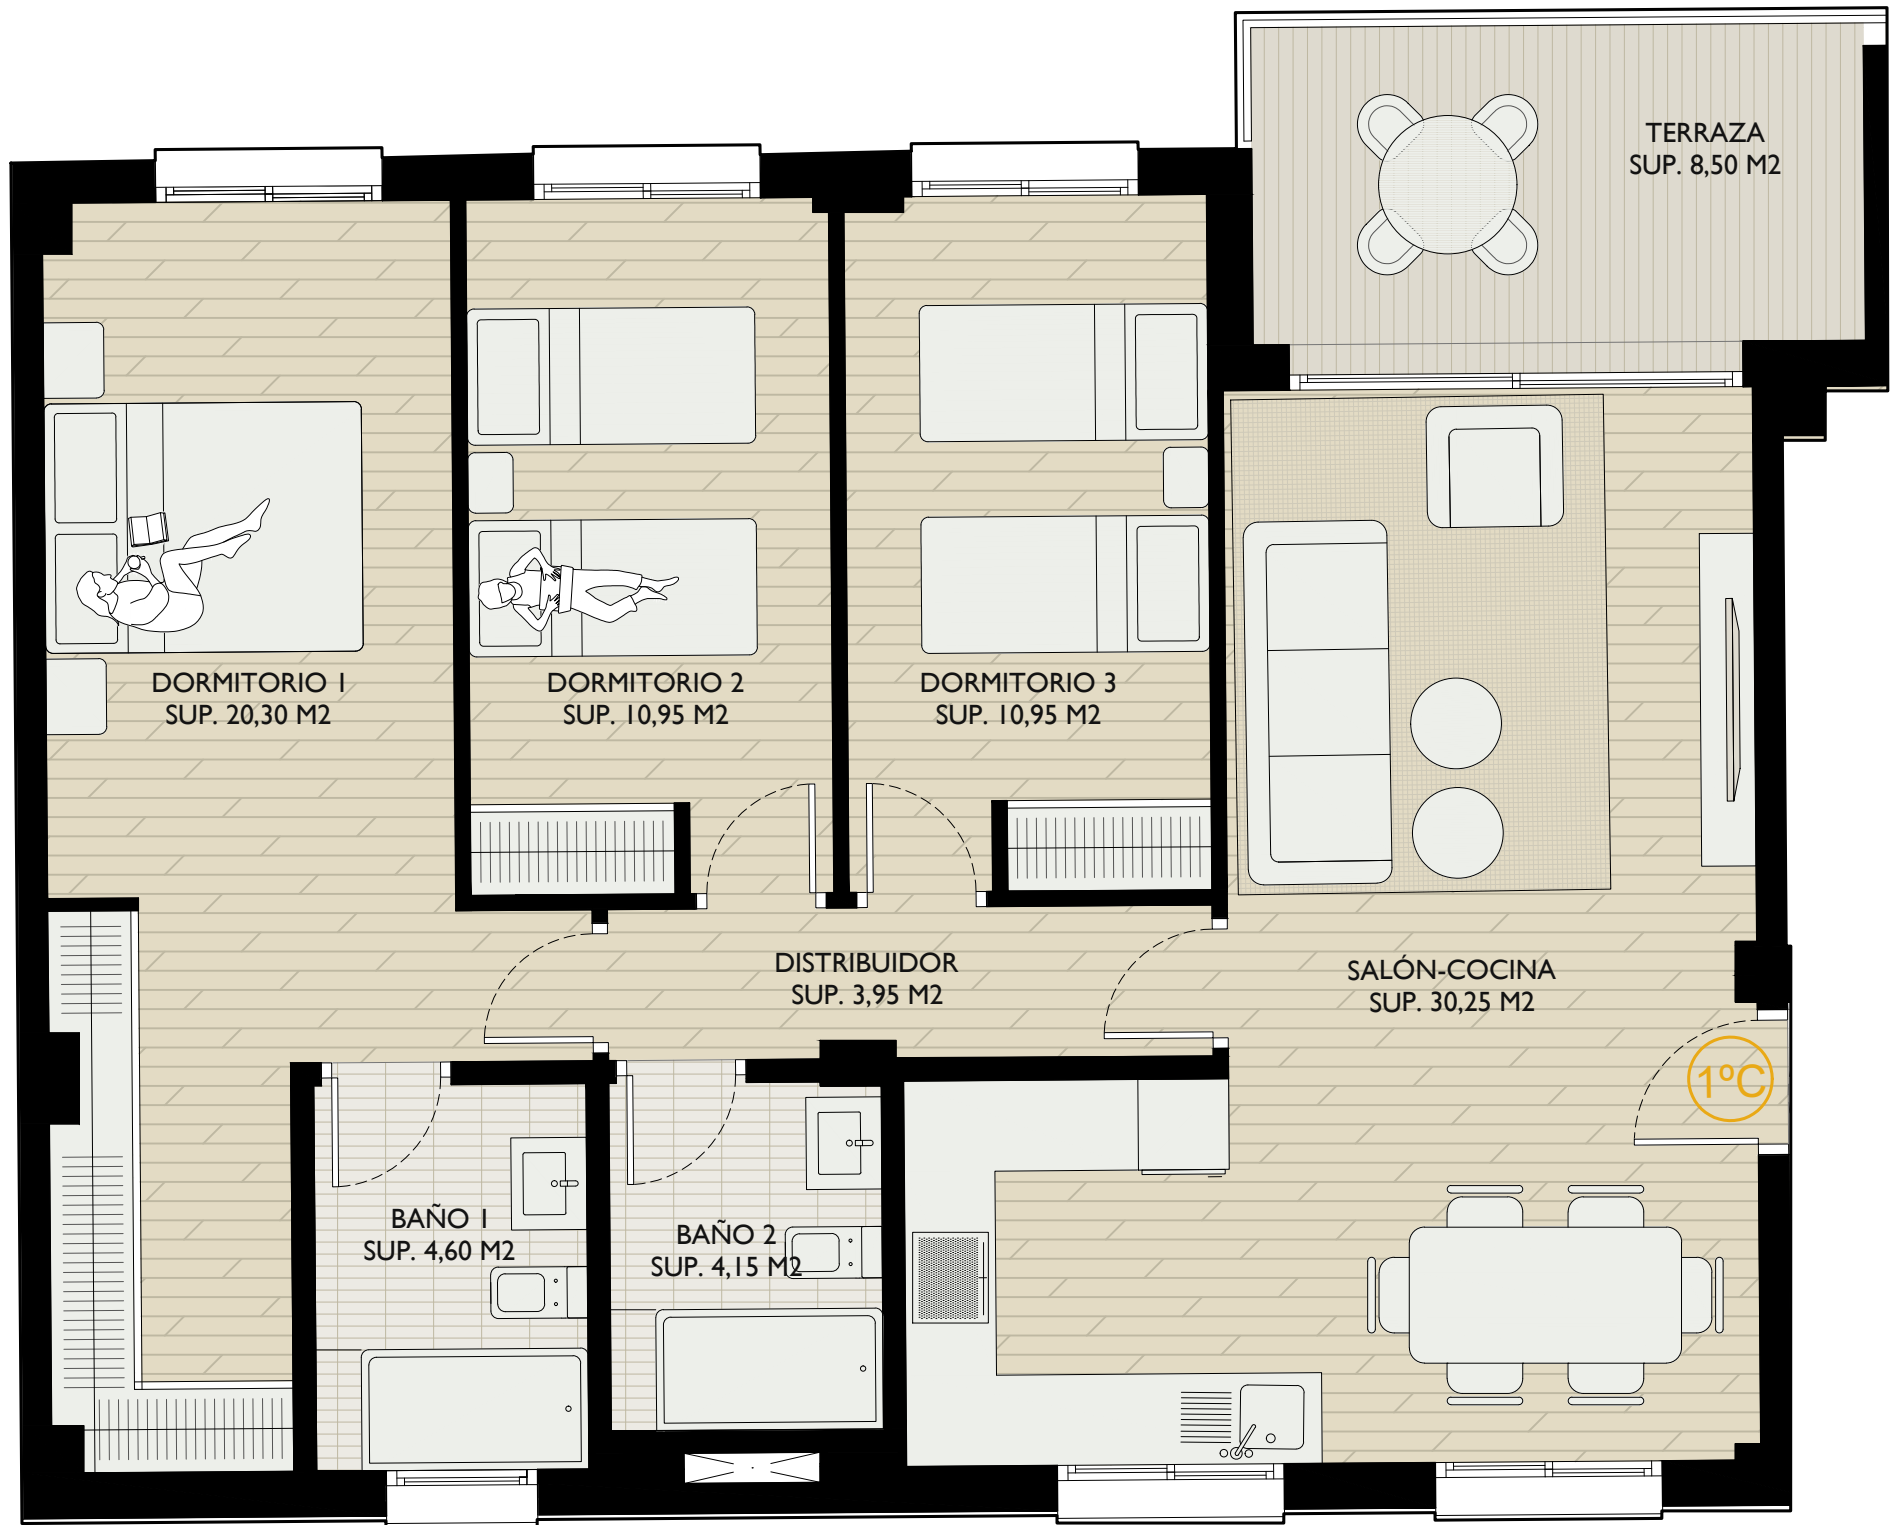 TERRAZA
SUP. 8,50 M2
DORMITORIO 1
SUP. 20,30 M2
DORMITORIO 2
SUP. 10,95 M2
DORMITORIO 3
SUP. 10,95 M2
DISTRIBUIDOR
SUP. 3,95 M2
SALÓN-COCINA
SUP. 30,25 M2
1ºC
BAÑO 1
SUP. 4,60 M2
BAÑO 2
SUP. 4,15 M2